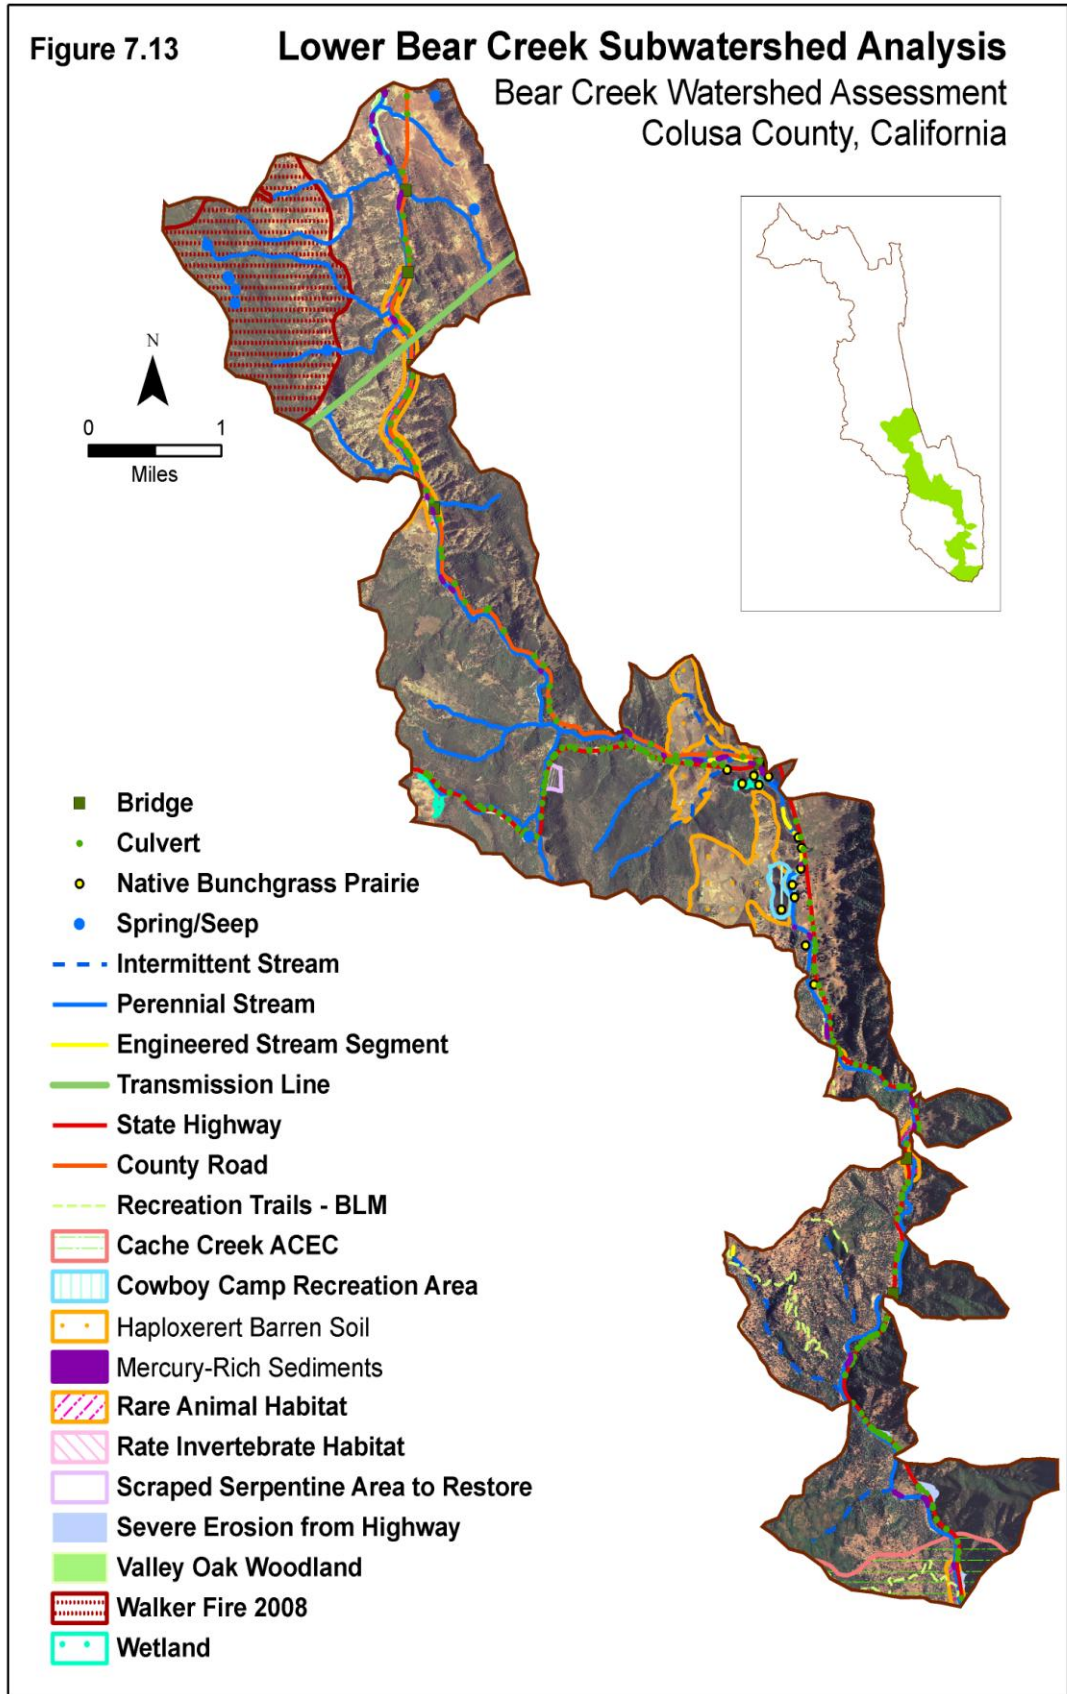 Figure 7.13
Lower Bear Creek Subwatershed Analysis
Bear Creek Watershed Assessment
Colusa County, California
N
0 1
Miles
Bridge
Culvert
Native Bunchgrass Prairie
Spring/Seep
Intermittent Stream
Perennial Stream
Engineered Stream Segment
Transmission Line
State Highway
County Road
Recreation Trails - BLM
Cache Creek ACEC
Cowboy Camp Recreation Area
Haploxerert Barren Soil
Mercury-Rich Sediments
Rare Animal Habitat
Rate Invertebrate Habitat
Scraped Serpentine Area to Restore
Severe Erosion from Highway
Valley Oak Woodland
Walker Fire 2008
Wetland